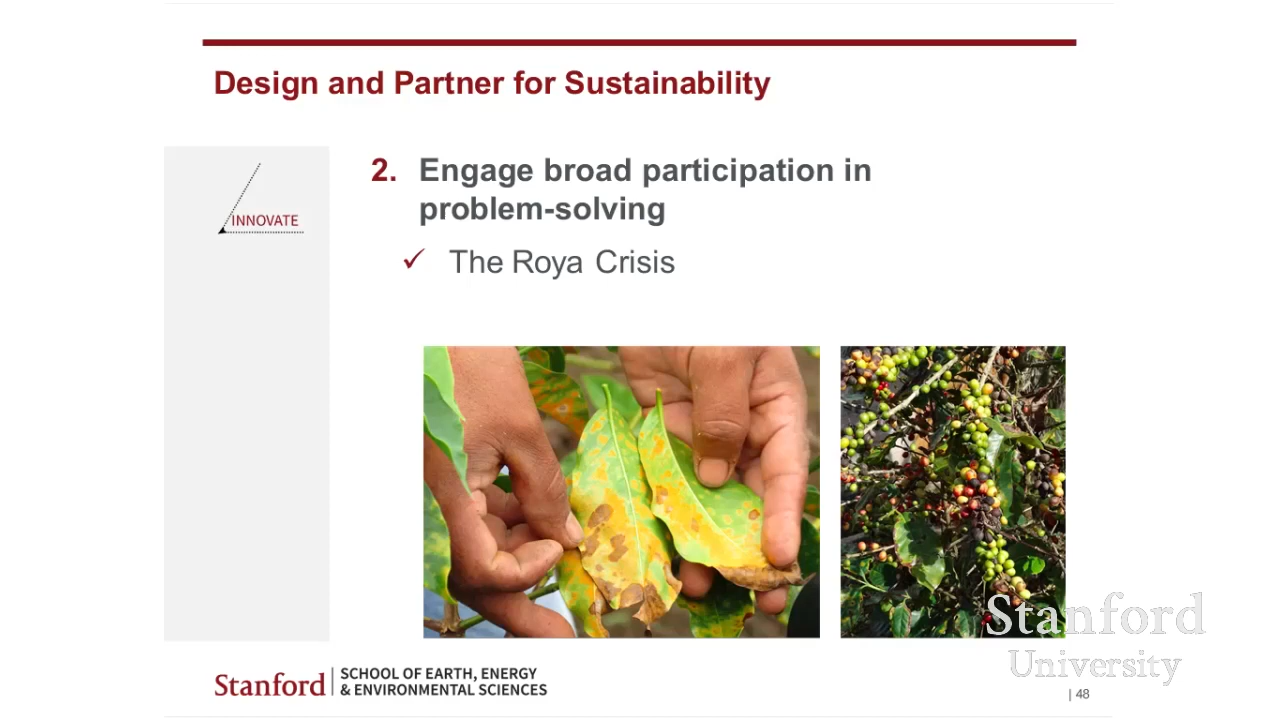 Design and Partner for Sustainability
INNOVATE
2. Engage broad participation in
problem-solving
✓ The Roya Crisis
Stanford
University
Stanford
SCHOOL OF EARTH, ENERGY
& ENVIRONMENTAL SCIENCES
| 48